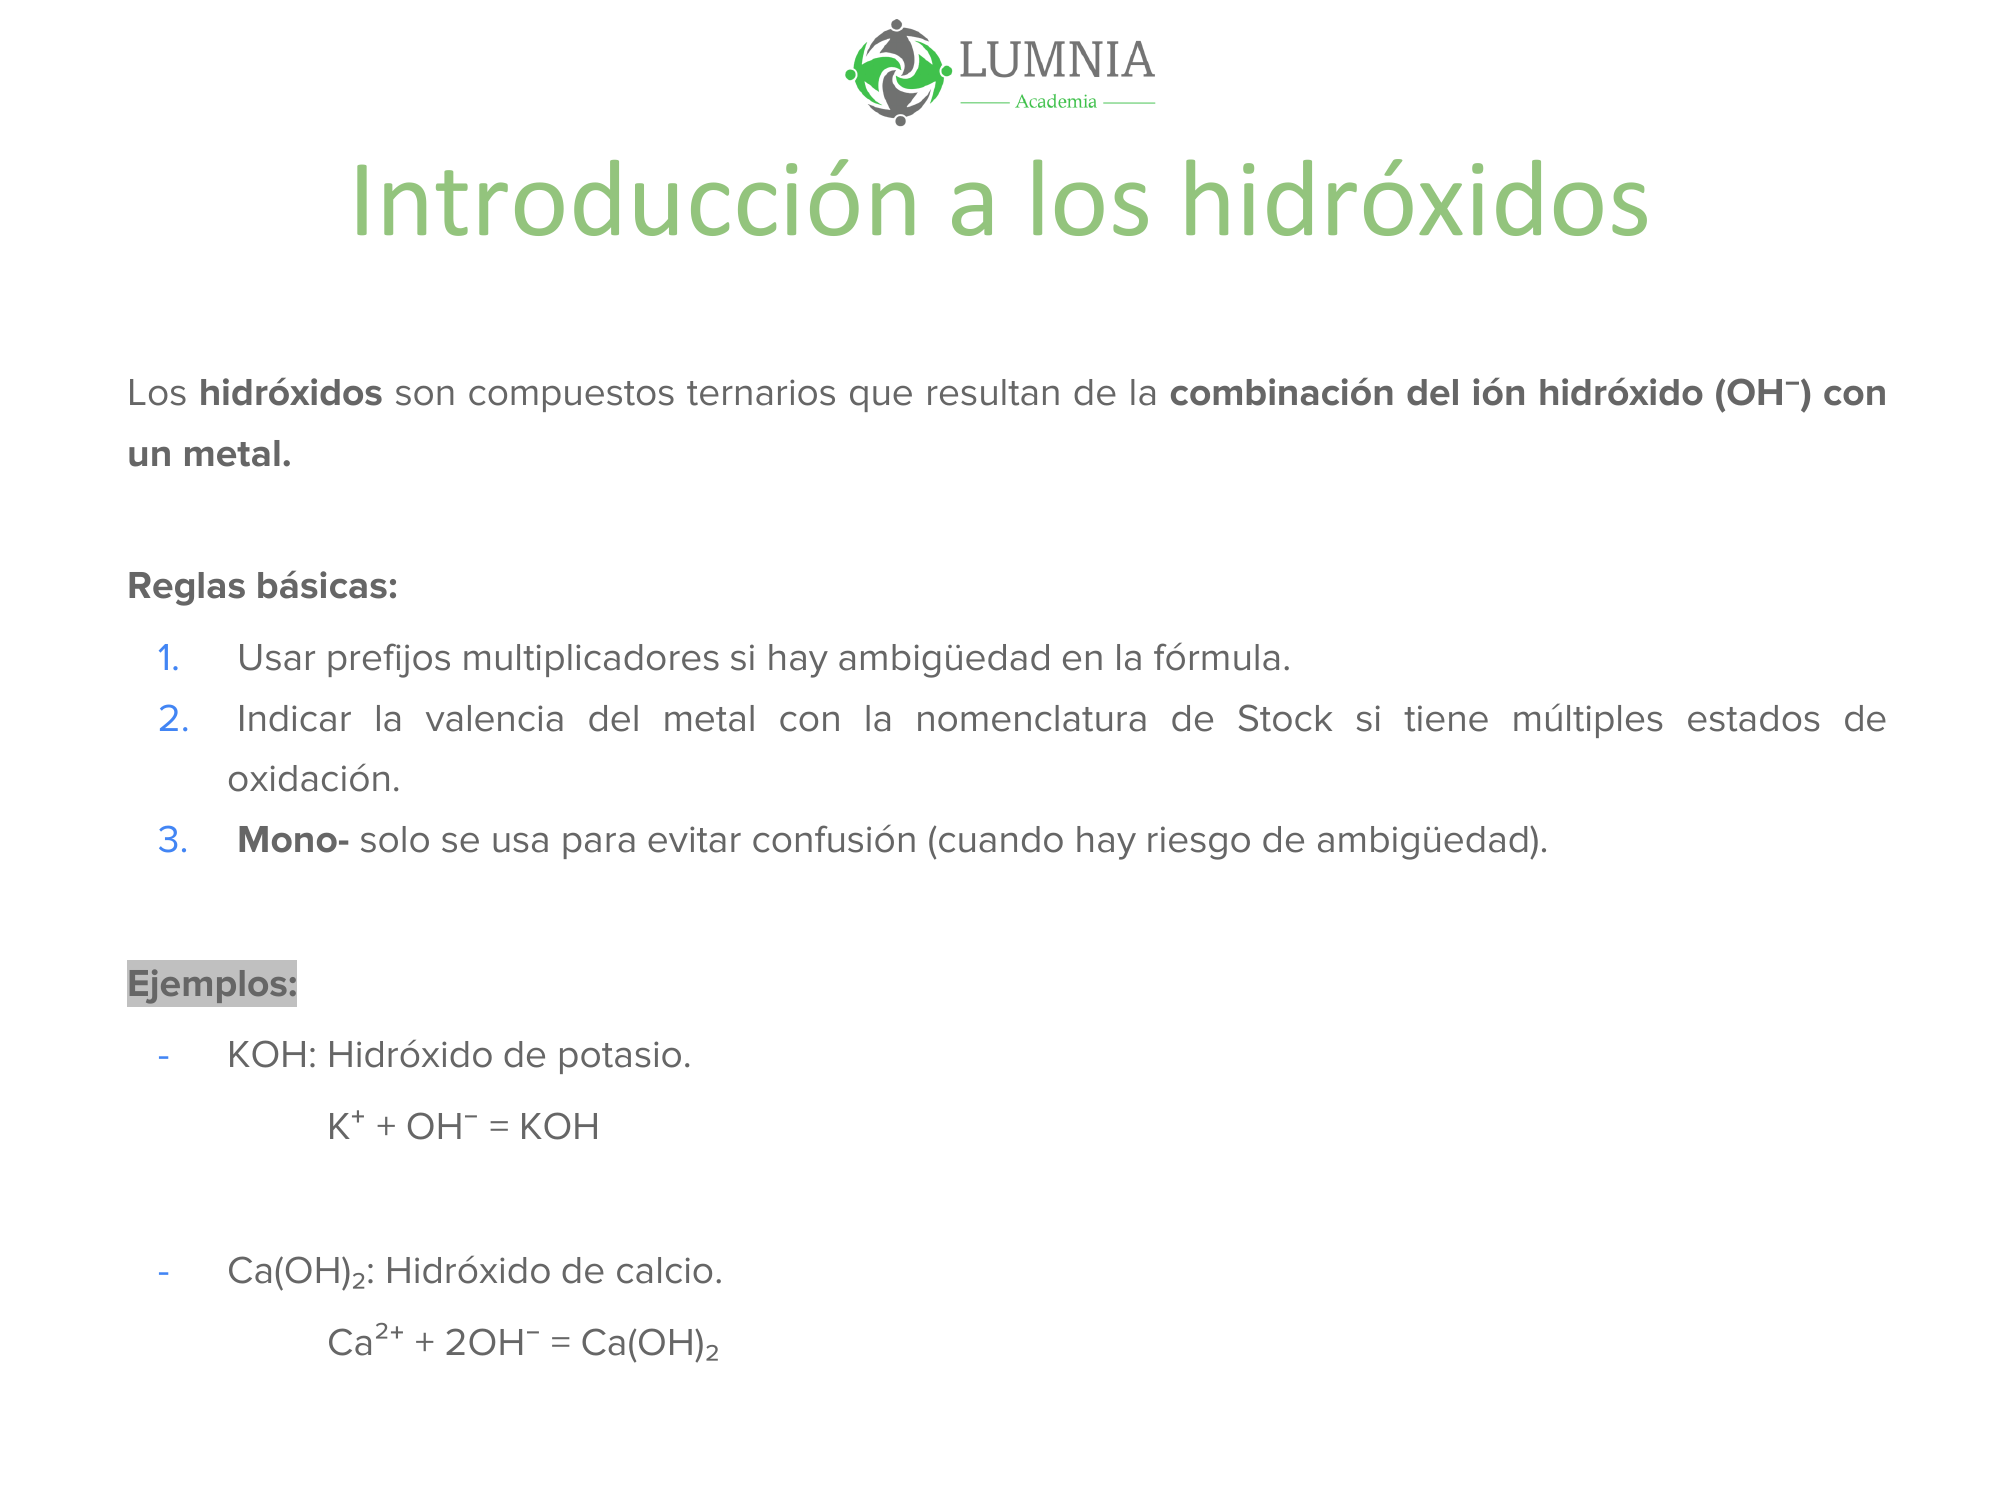 LUMNIA
Academia
Introducción a los hidróxidos
Los hidróxidos son compuestos ternarios que resultan de la combinación del ión hidróxido (OH⁻) con
un metal.
Reglas básicas:
1. Usar prefijos multiplicadores si hay ambigüedad en la fórmula.
2. Indicar la valencia del metal con la nomenclatura de Stock si tiene múltiples estados de
oxidación.
3. Mono- solo se usa para evitar confusión (cuando hay riesgo de ambigüedad).
Ejemplos:
- KOH: Hidróxido de potasio.
K⁺ + OH⁻ = KOH
- Ca(OH)₂: Hidróxido de calcio.
Ca²⁺ + 2OH⁻ = Ca(OH)₂